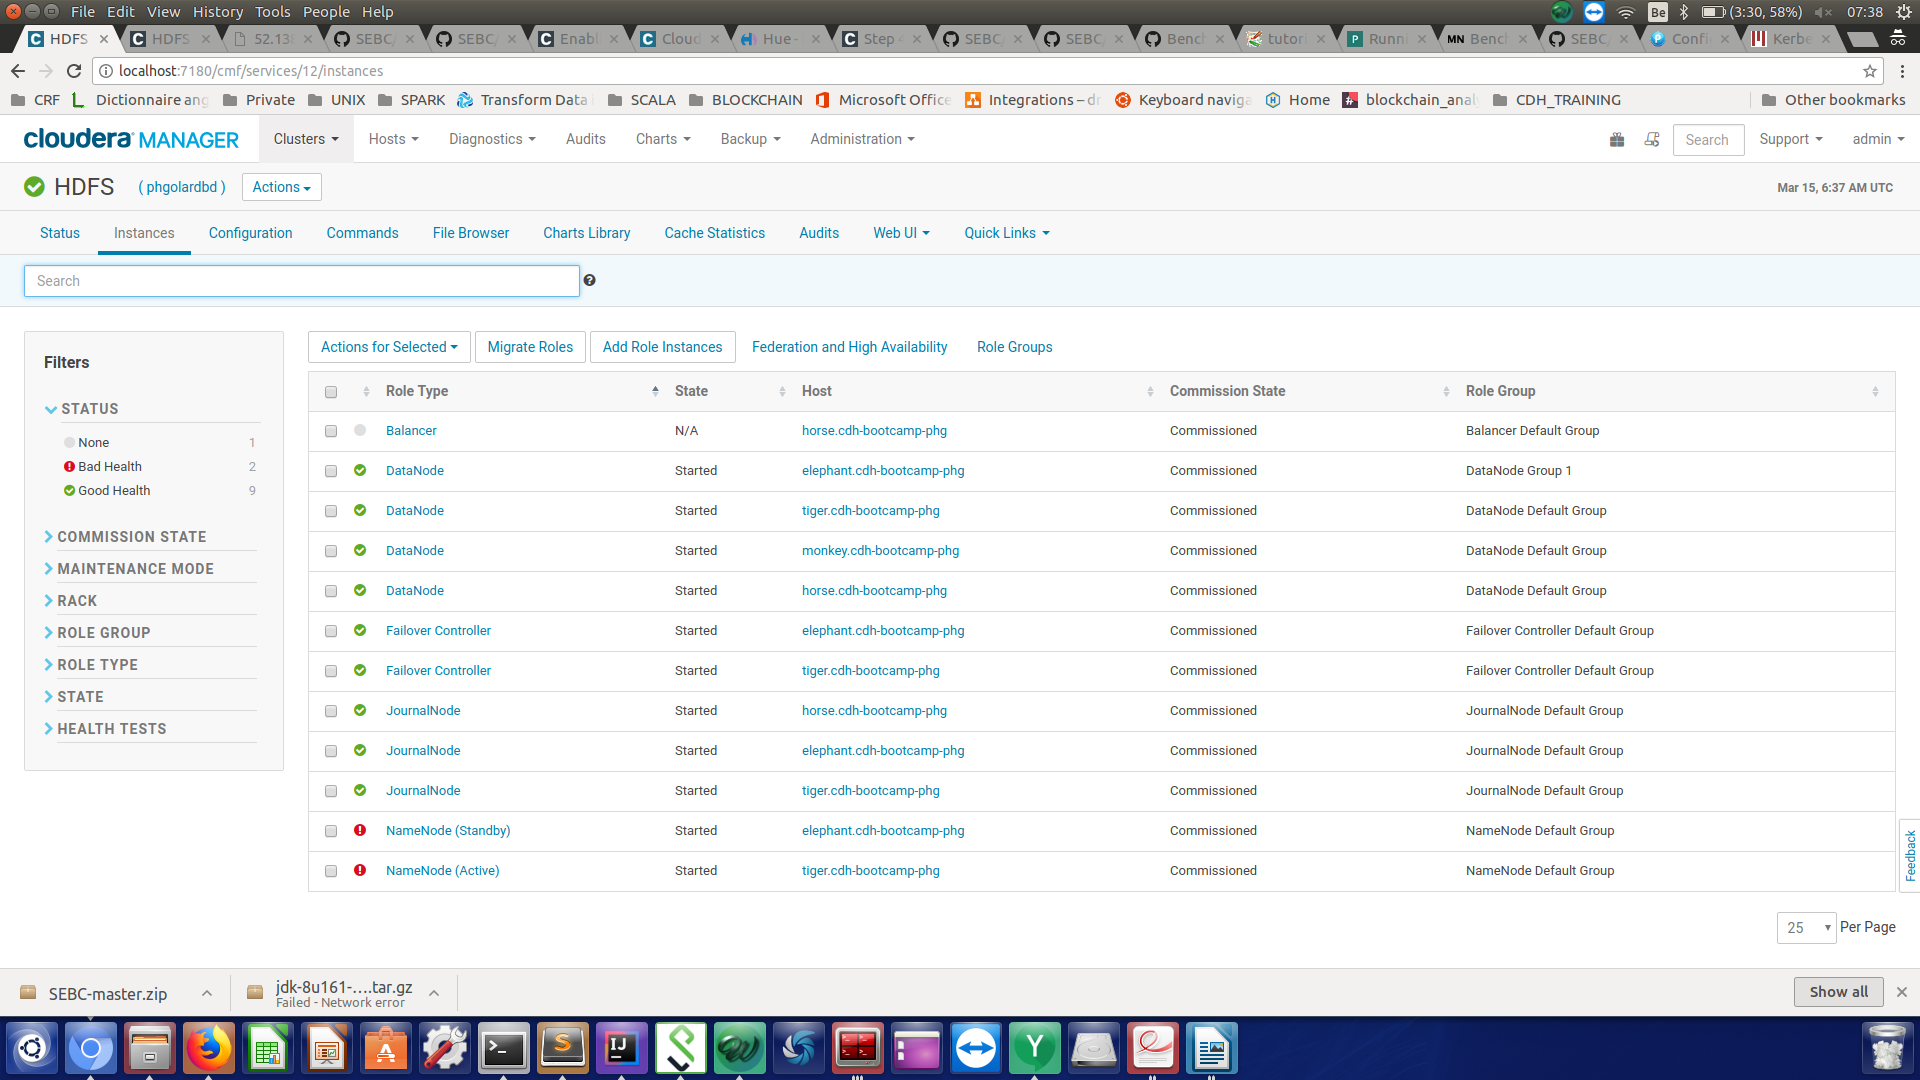 File Edit View History Tools People Help
Be (3:30, 58%) 07:38
HDFS HDFS 52.13 SEBC/ SEBC/ Enabl Cloud Hue - Step 4 SEBC/ SEBC/ Bench tutor Runni Bench SEBC/ Confi Kerbe
localhost:7180/cmf/services/12/instances
CRF Dictionnaire ang Private UNIX SPARK Transform Data SCALA BLOCKCHAIN Microsoft Office Integrations – dr Keyboard naviga Home blockchain_anal CDH_TRAINING Other bookmarks
cloudera MANAGER Clusters Hosts Diagnostics Audits Charts Backup Administration Search Support admin
HDFS ( phgolardbd ) Actions Mar 15, 6:37 AM UTC
Status Instances Configuration Commands File Browser Charts Library Cache Statistics Audits Web UI Quick Links
Search
Filters
STATUS
None 1
Bad Health 2
Good Health 9
COMMISSION STATE
MAINTENANCE MODE
RACK
ROLE GROUP
ROLE TYPE
STATE
HEALTH TESTS
Actions for Selected Migrate Roles Add Role Instances Federation and High Availability Role Groups
Role Type State Host Commission State Role Group
Balancer N/A horse.cdh-bootcamp-phg Commissioned Balancer Default Group
DataNode Started elephant.cdh-bootcamp-phg Commissioned DataNode Group 1
DataNode Started tiger.cdh-bootcamp-phg Commissioned DataNode Default Group
DataNode Started monkey.cdh-bootcamp-phg Commissioned DataNode Default Group
DataNode Started horse.cdh-bootcamp-phg Commissioned DataNode Default Group
Failover Controller Started elephant.cdh-bootcamp-phg Commissioned Failover Controller Default Group
Failover Controller Started tiger.cdh-bootcamp-phg Commissioned Failover Controller Default Group
JournalNode Started horse.cdh-bootcamp-phg Commissioned JournalNode Default Group
JournalNode Started elephant.cdh-bootcamp-phg Commissioned JournalNode Default Group
JournalNode Started tiger.cdh-bootcamp-phg Commissioned JournalNode Default Group
NameNode (Standby) Started elephant.cdh-bootcamp-phg Commissioned NameNode Default Group
NameNode (Active) Started tiger.cdh-bootcamp-phg Commissioned NameNode Default Group
Feedback
25 Per Page
SEBC-master.zip jdk-8u161-....tar.gz Show all
Failed - Network error